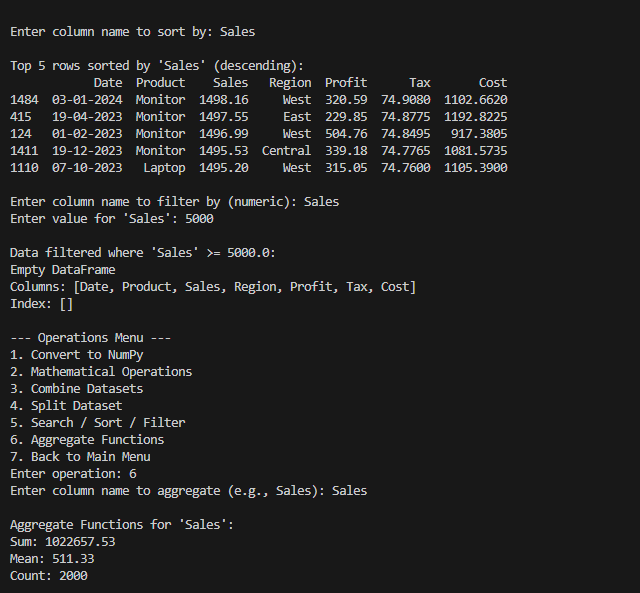 Enter column name to sort by: Sales
Top 5 rows sorted by 'Sales' (descending):
Date Product Sales Region Profit Tax Cost
1484 03-01-2024 Monitor 1498.16 West 320.59 74.9080 1102.6620
415 19-04-2023 Monitor 1497.55 East 229.85 74.8775 1192.8225
124 01-02-2023 Monitor 1496.99 West 504.76 74.8495 917.3805
1411 19-12-2023 Monitor 1495.53 Central 339.18 74.7765 1081.5735
1110 07-10-2023 Laptop 1495.20 West 315.05 74.7600 1105.3900
Enter column name to filter by (numeric): Sales
Enter value for 'Sales': 5000
Data filtered where 'Sales' >= 5000.0:
Empty DataFrame
Columns: [Date, Product, Sales, Region, Profit, Tax, Cost]
Index: []
--- Operations Menu ---
1. Convert to NumPy
2. Mathematical Operations
3. Combine Datasets
4. Split Dataset
5. Search / Sort / Filter
6. Aggregate Functions
7. Back to Main Menu
Enter operation: 6
Enter column name to aggregate (e.g., Sales): Sales
Aggregate Functions for 'Sales':
Sum: 1022657.53
Mean: 511.33
Count: 2000